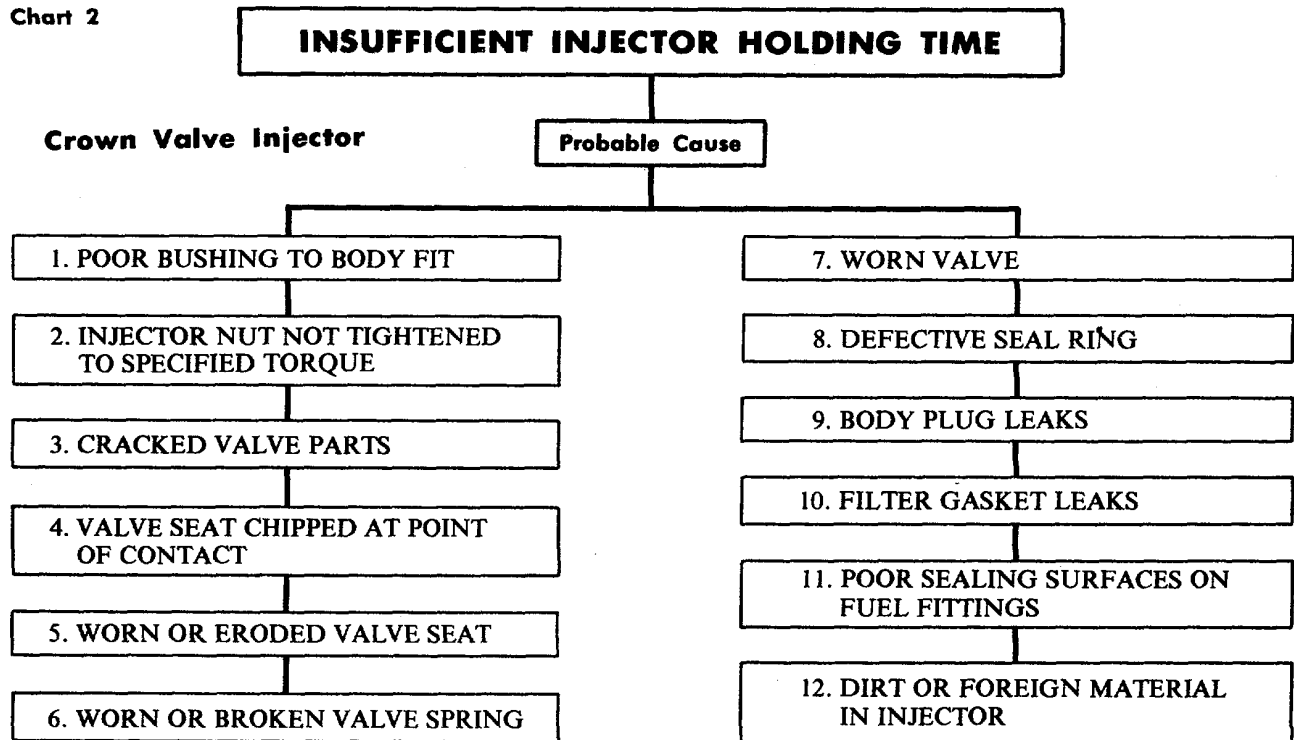 Chart 2
INSUFFICIENT INJECTOR HOLDING TIME
Crown Valve Injector
Probable Cause
1. POOR BUSHING TO BODY FIT
2. INJECTOR NUT NOT TIGHTENED
TO SPECIFIED TORQUE
3. CRACKED VALVE PARTS
4. VALVE SEAT CHIPPED AT POINT
OF CONTACT
5. WORN OR ERODED VALVE SEAT
6. WORN OR BROKEN VALVE SPRING
7. WORN VALVE
8. DEFECTIVE SEAL RING
9. BODY PLUG LEAKS
10. FILTER GASKET LEAKS
11. POOR SEALING SURFACES ON
FUEL FITTINGS
12. DIRT OR FOREIGN MATERIAL
IN INJECTOR